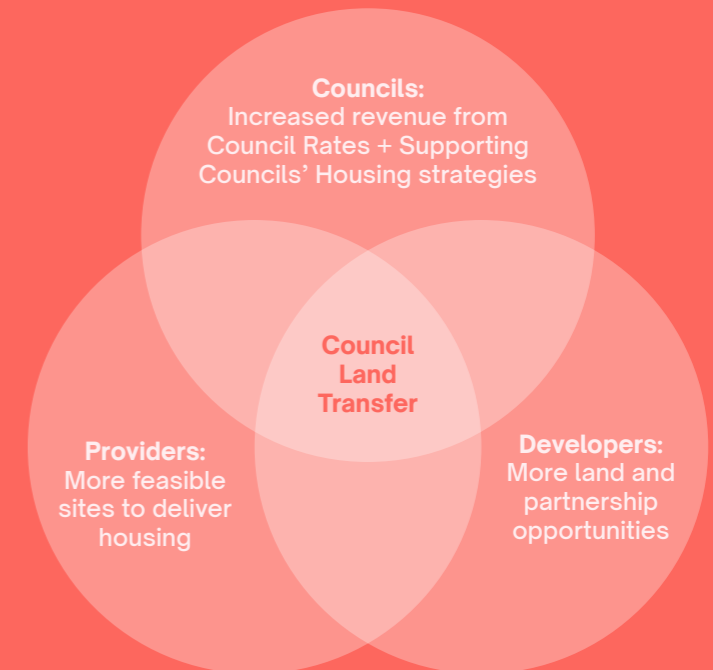 Councils:
Increased revenue from
Council Rates + Supporting
Councils’ Housing strategies
Council
Land
Transfer
Providers:
More feasible
sites to deliver
housing
Developers:
More land and
partnership
opportunities